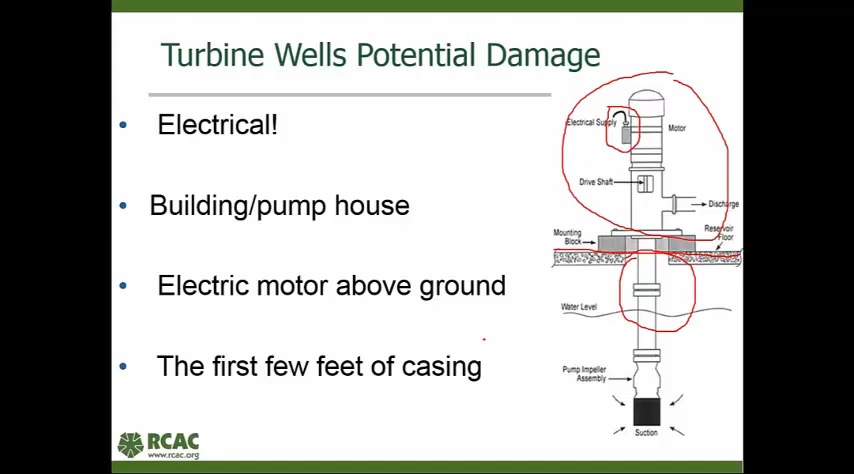 Turbine Wells Potential Damage
• Electrical!
• Building/pump house
• Electric motor above ground
• The first few feet of casing
Electrical Supply
Motor
Drive Shaft
Discharge
Mounting
Block
Reservoir
Floor
Water Level
Pump Impeller
Assembly
Suction
RCAC
www.rcac.org